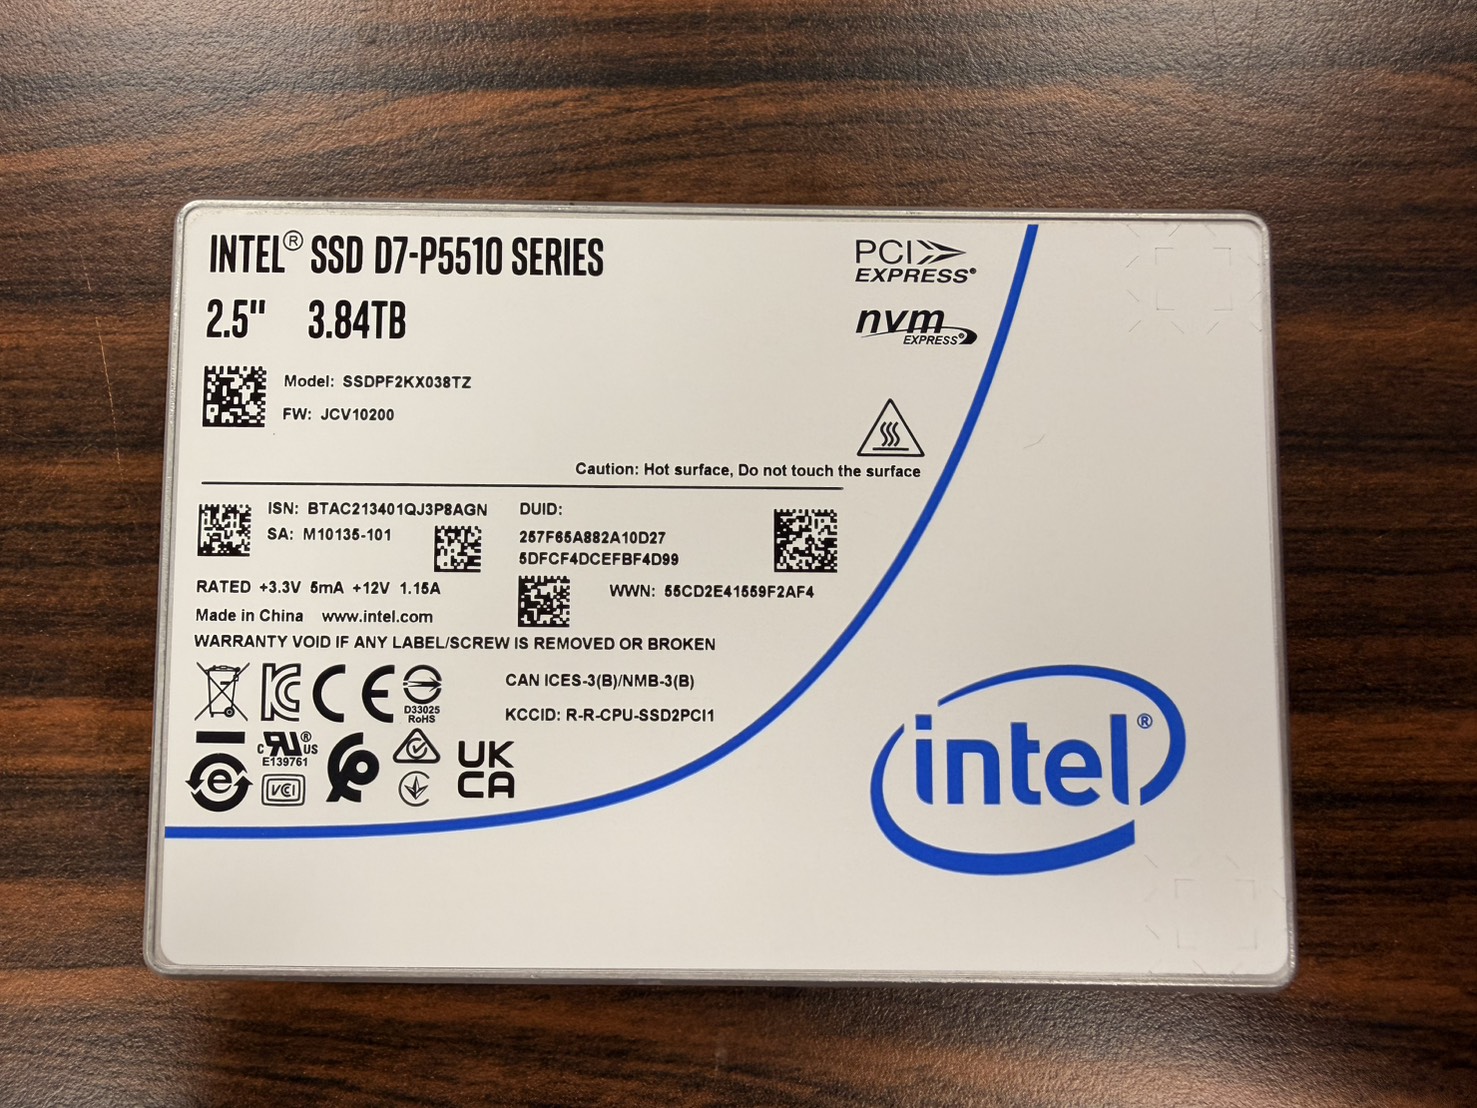 INTEL® SSD D7-P5510 SERIES
2.5" 3.84TB
PCI
EXPRESS®
nvm
EXPRESS®
Model: SSDPF2KX038TZ
FW: JCV10200
Caution: Hot surface, Do not touch the surface
ISN: BTAC213401QJ3P8AGN
SA: M10135-101
DUID:
257F65A882A10D27
5DFCF4DCEFBF4D99
WWN: 55CD2E41559F2AF4
RATED +3.3V 5mA +12V 1.15A
Made in China www.intel.com
WARRANTY VOID IF ANY LABEL/SCREW IS REMOVED OR BROKEN
CAN ICES-3(B)/NMB-3(B)
KCCID: R-R-CPU-SSD2PCI1
CE
D33025
RoHS
c RU® US
E139761
VCI
e
UK
CA
intel®